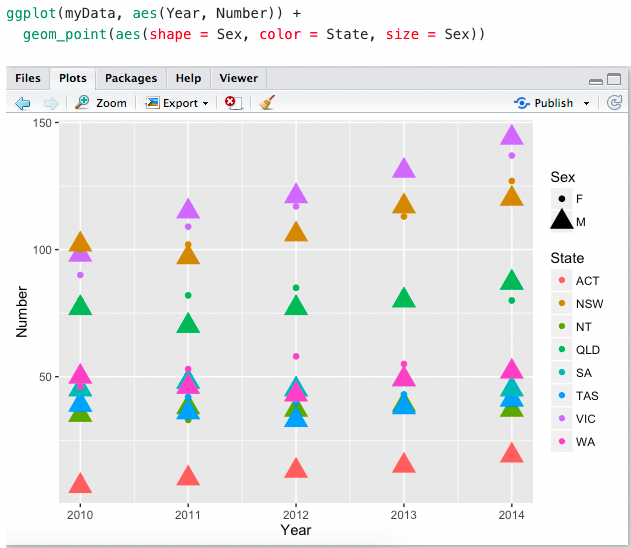 ggplot(myData, aes(Year, Number)) +
  geom_point(aes(shape = Sex, color = State, size = Sex))
Files Plots Packages Help Viewer
Zoom Export Publish
150
100
50
Number
2010 2011 2012 2013 2014
Year
Sex
F
M
State
ACT
NSW
NT
QLD
SA
TAS
VIC
WA